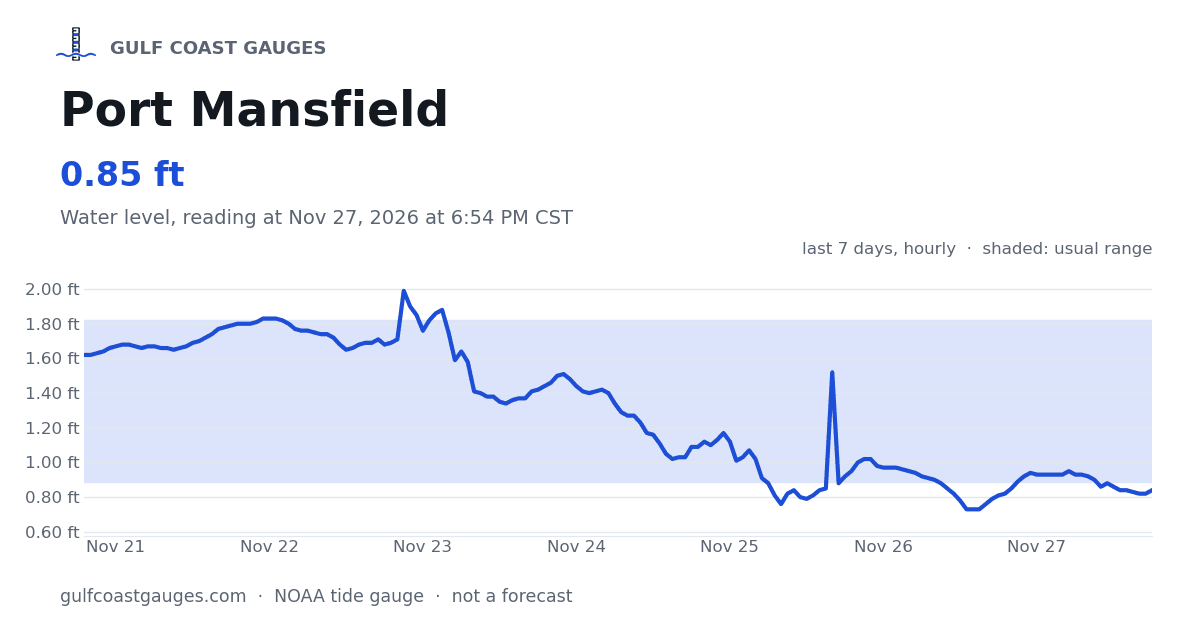 GULF COAST GAUGES
Port Mansfield
0.85 ft
Water level, reading at Nov 27, 2026 at 6:54 PM CST
last 7 days, hourly · shaded: usual range
2.00 ft
1.80 ft
1.60 ft
1.40 ft
1.20 ft
1.00 ft
0.80 ft
0.60 ft
Nov 21 Nov 22 Nov 23 Nov 24 Nov 25 Nov 26 Nov 27
gulfcoastgauges.com · NOAA tide gauge · not a forecast